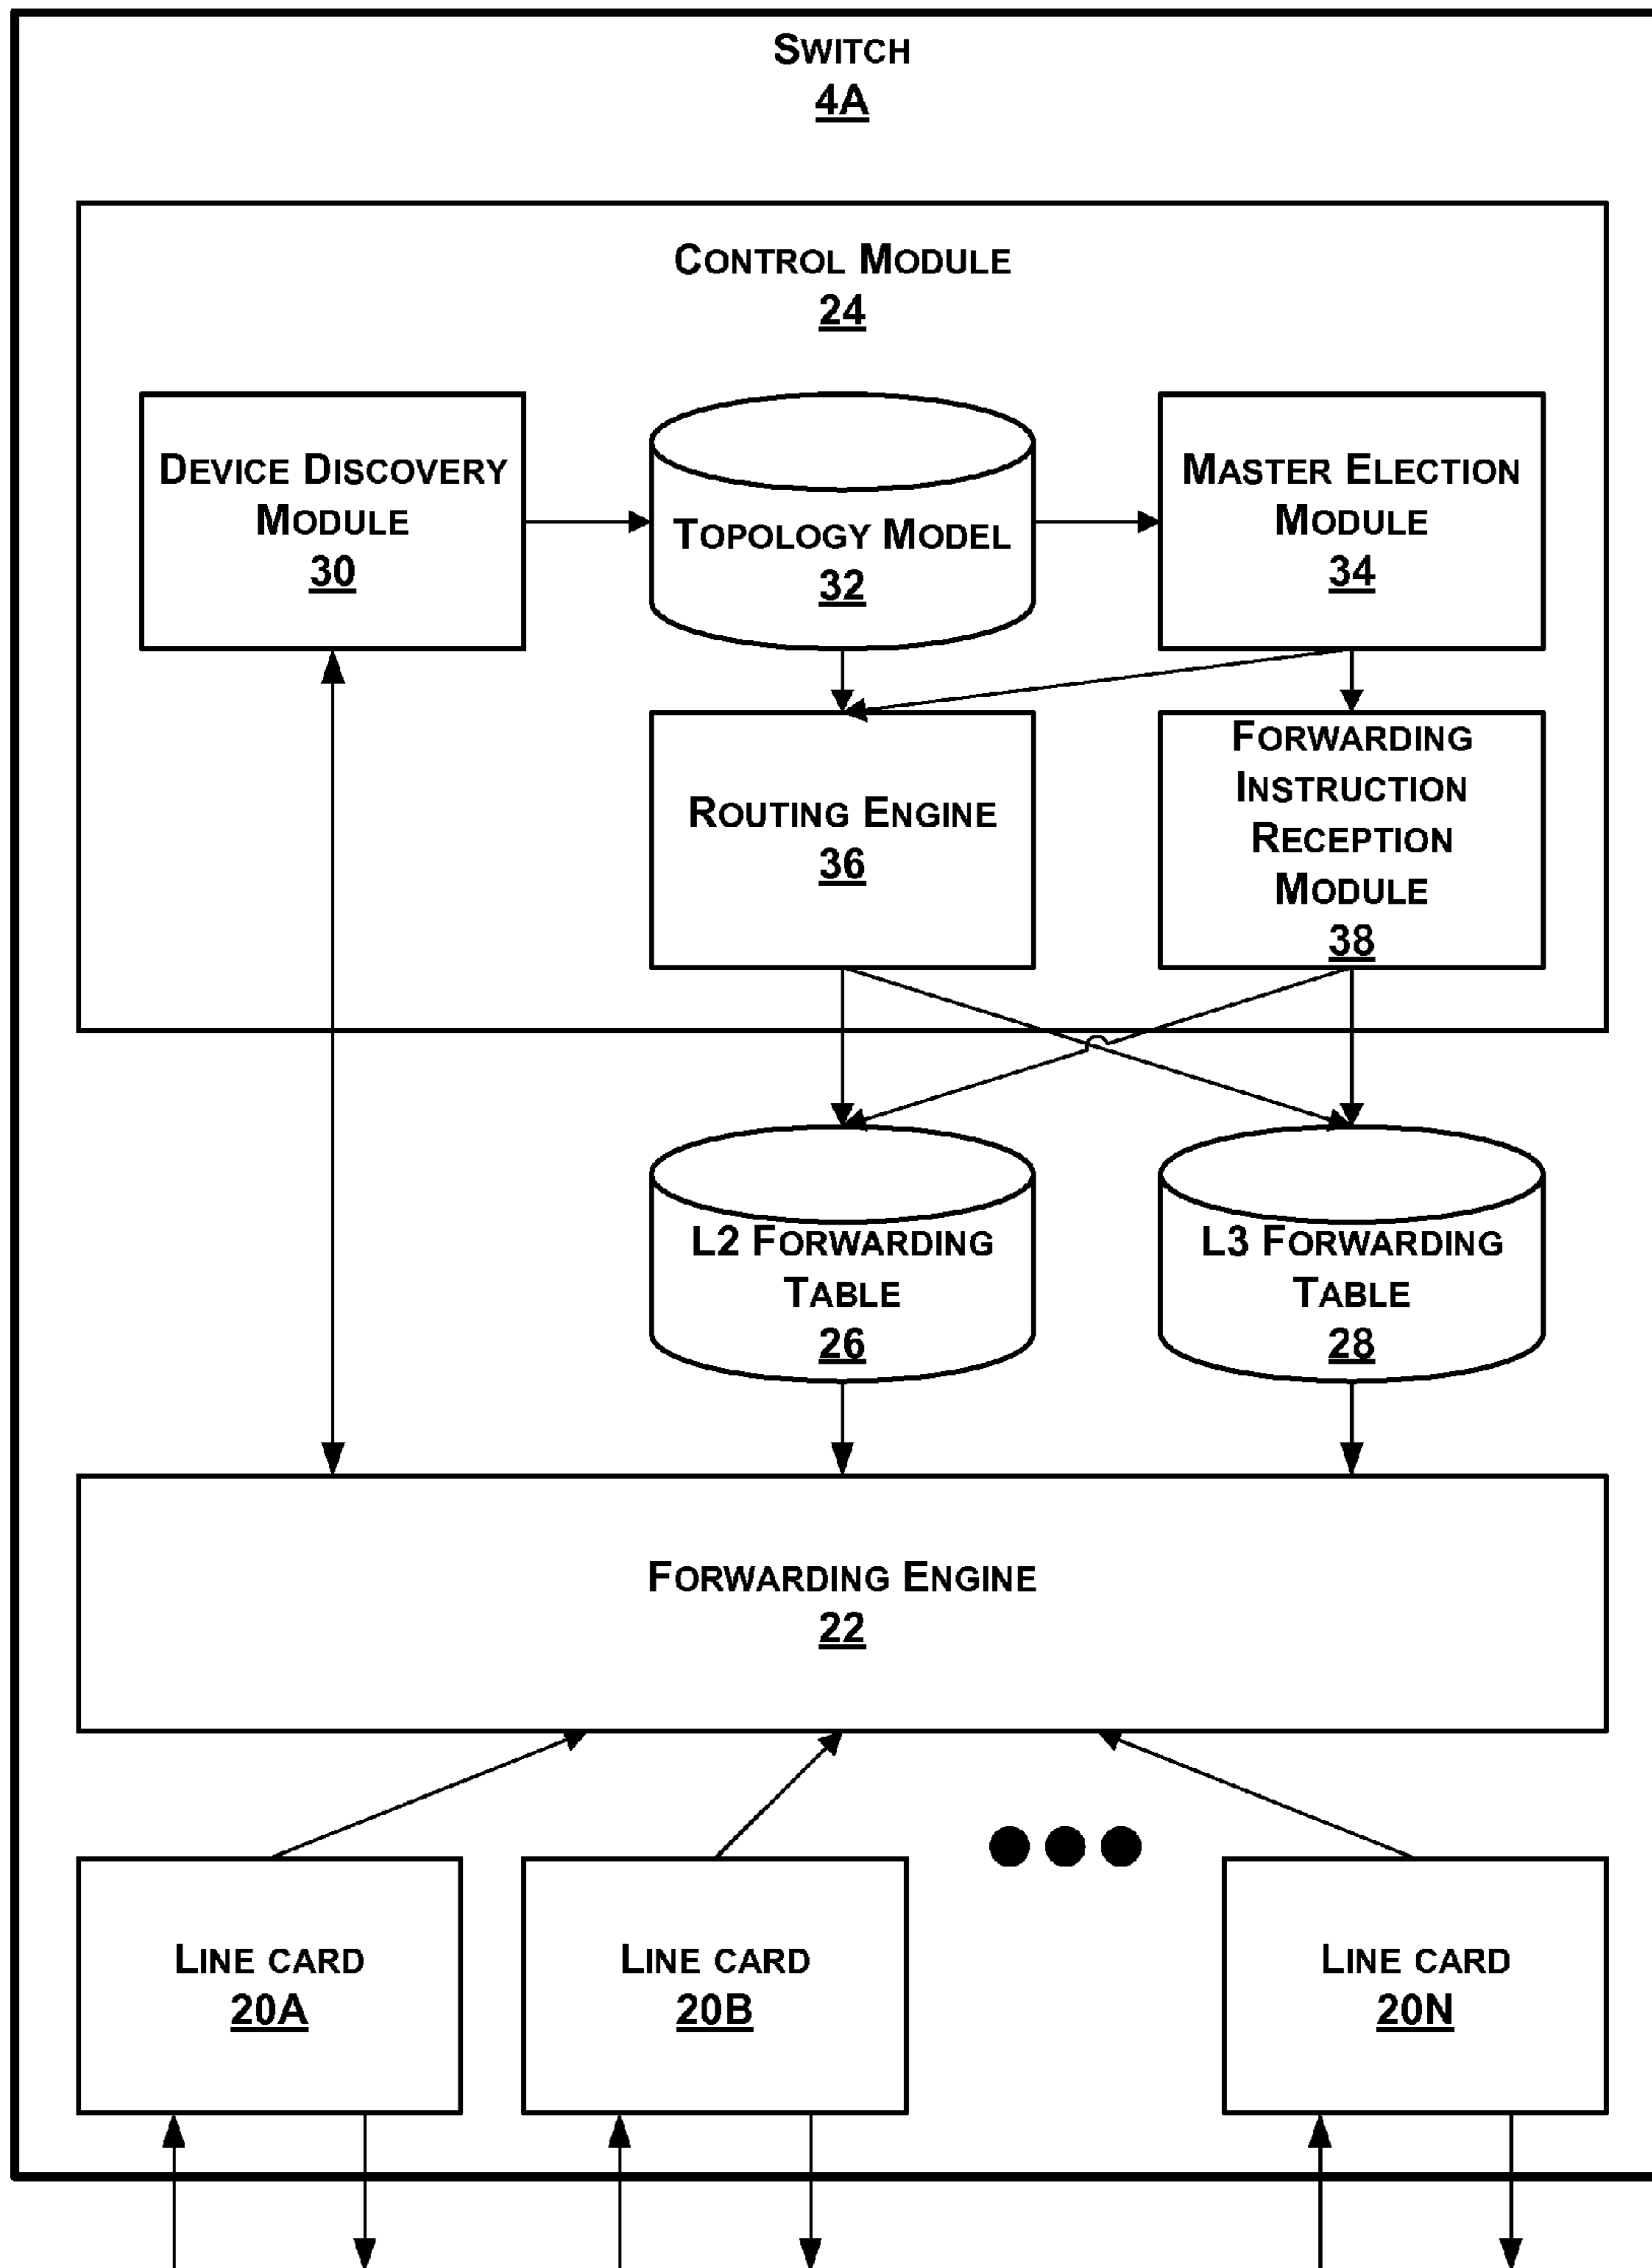 SWITCH
4A
CONTROL MODULE
24
DEVICE DISCOVERY
MODULE
30
TOPOLOGY MODEL
32
MASTER ELECTION
MODULE
34
ROUTING ENGINE
36
FORWARDING
INSTRUCTION
RECEPTION
MODULE
38
L2 FORWARDING
TABLE
26
L3 FORWARDING
TABLE
28
FORWARDING ENGINE
22
LINE CARD
20A
LINE CARD
20B
LINE CARD
20N